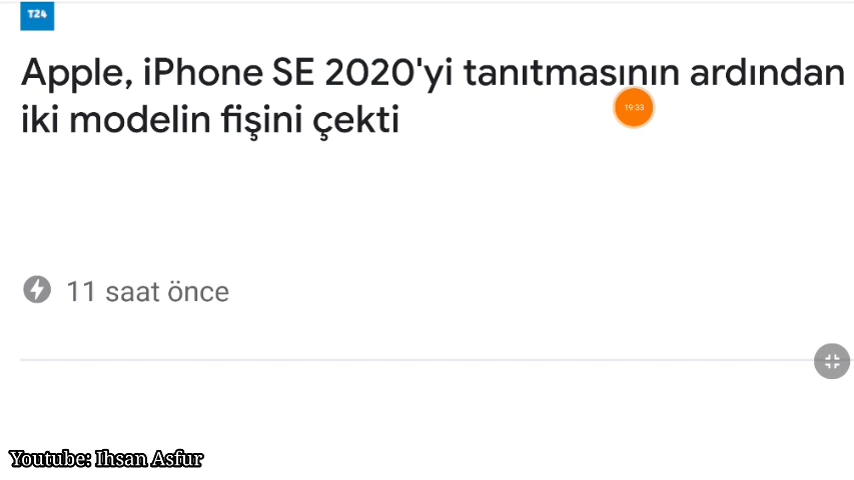 T24
Apple, iPhone SE 2020'yi tanıtmasının ardından
iki modelin fişini çekti
19:33
11 saat önce
Youtube: Ihsan Asfur